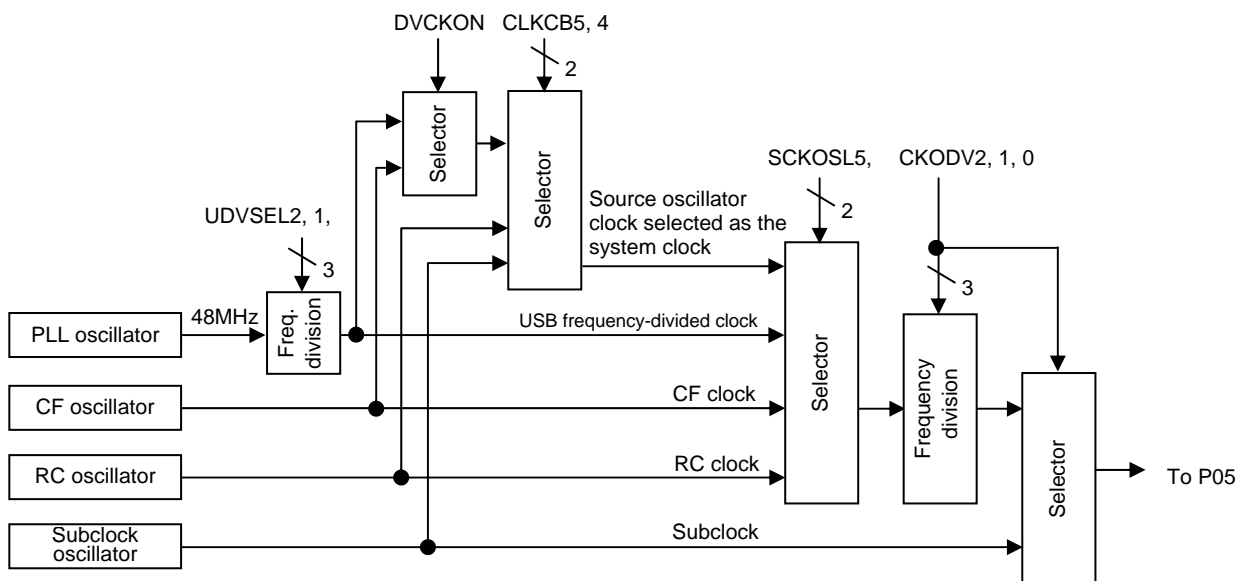 DVCKON CLKCB5, 4
2
Selector
Selector
SCKOSL5, CKODV2, 1, 0
2
3
UDVSEL2, 1,
3
Source oscillator
clock selected as the
system clock
PLL oscillator
48MHz
Freq.
division
USB frequency-divided clock
Selector
Frequency
division
CF oscillator
CF clock
RC oscillator
RC clock
Selector
To P05
Subclock
oscillator
Subclock